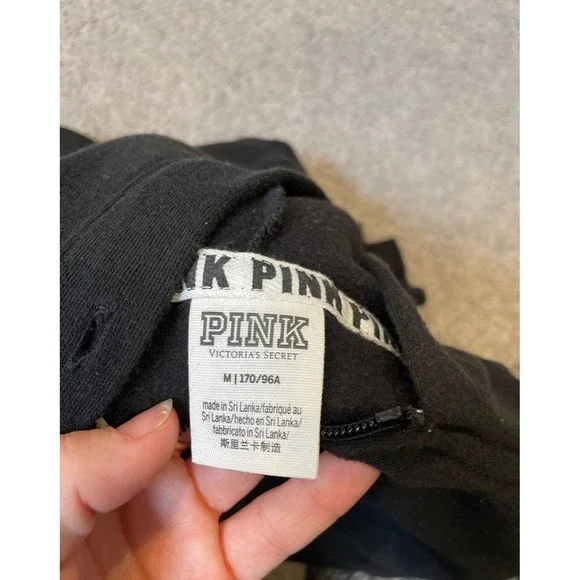 NK PINK PIN
PINK
VICTORIA'S SECRET
M | 170/96A
made in Sri Lanka/fabriqué au
Sri Lanka/hecho en Sri Lanka/
fabbricato in Sri Lanka/
斯里兰卡制造